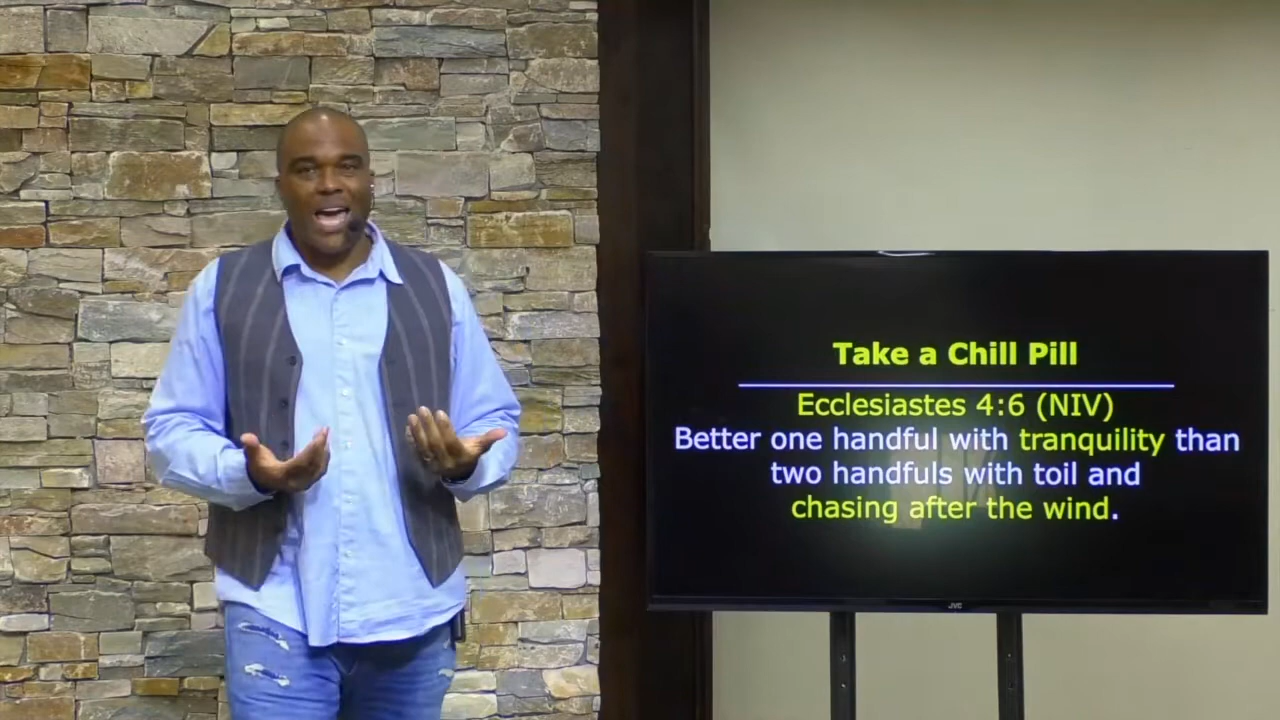 Take a Chill Pill
Ecclesiastes 4:6 (NIV)
Better one handful with tranquility than
two handfuls with toil and
chasing after the wind.
JVC